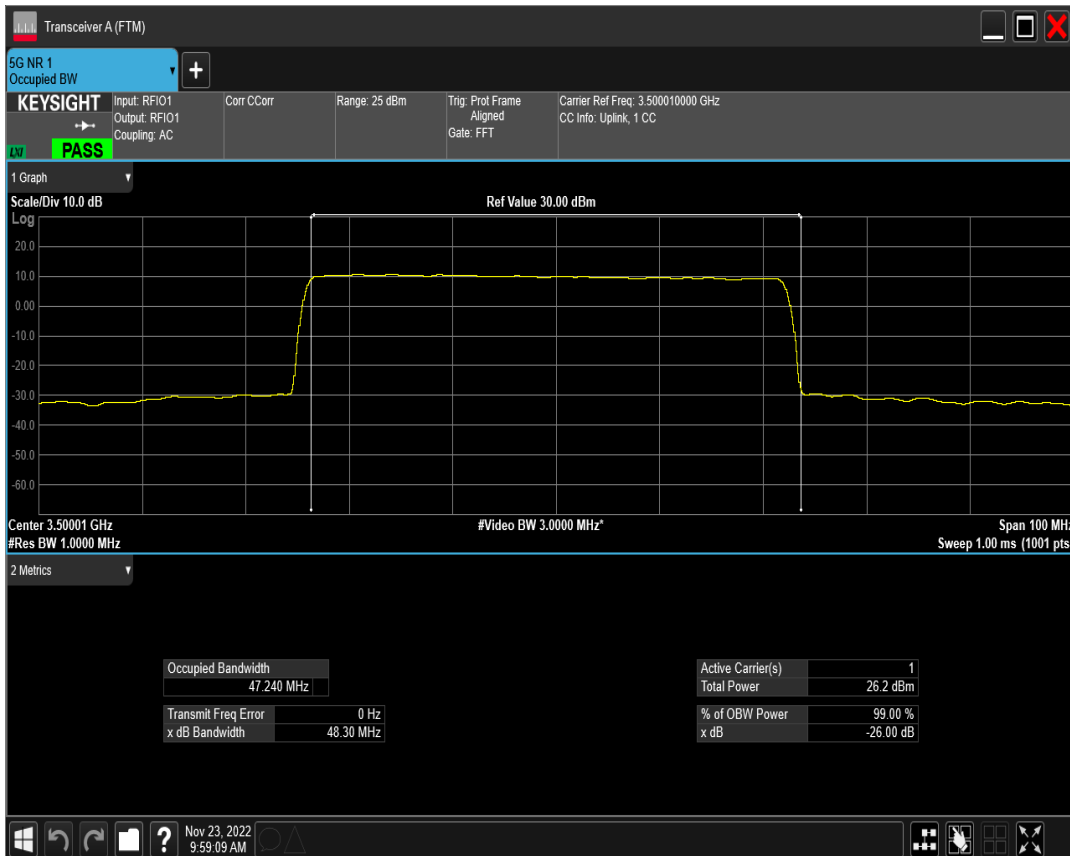 Transceiver A (FTM)
5G NR 1
Occupied BW
+
KEYSIGHT
LXI
PASS
Input: RFIO1
Output: RFIO1
Coupling: AC
Corr CCorr
Range: 25 dBm
Trig: Prot Frame
Aligned
Gate: FFT
Carrier Ref Freq: 3.500010000 GHz
CC Info: Uplink, 1 CC
1 Graph
Scale/Div 10.0 dB
Ref Value 30.00 dBm
Log
20.0
10.0
0.00
-10.0
-20.0
-30.0
-40.0
-50.0
-60.0
Center 3.50001 GHz
#Video BW 3.0000 MHz*
Span 100 MHz
#Res BW 1.0000 MHz
Sweep 1.00 ms (1001 pts
2 Metrics
Occupied Bandwidth
47.240 MHz
Transmit Freq Error 0 Hz
x dB Bandwidth 48.30 MHz
Active Carrier(s) 1
Total Power 26.2 dBm
% of OBW Power 99.00 %
x dB -26.00 dB
?
Nov 23, 2022
9:59:09 AM